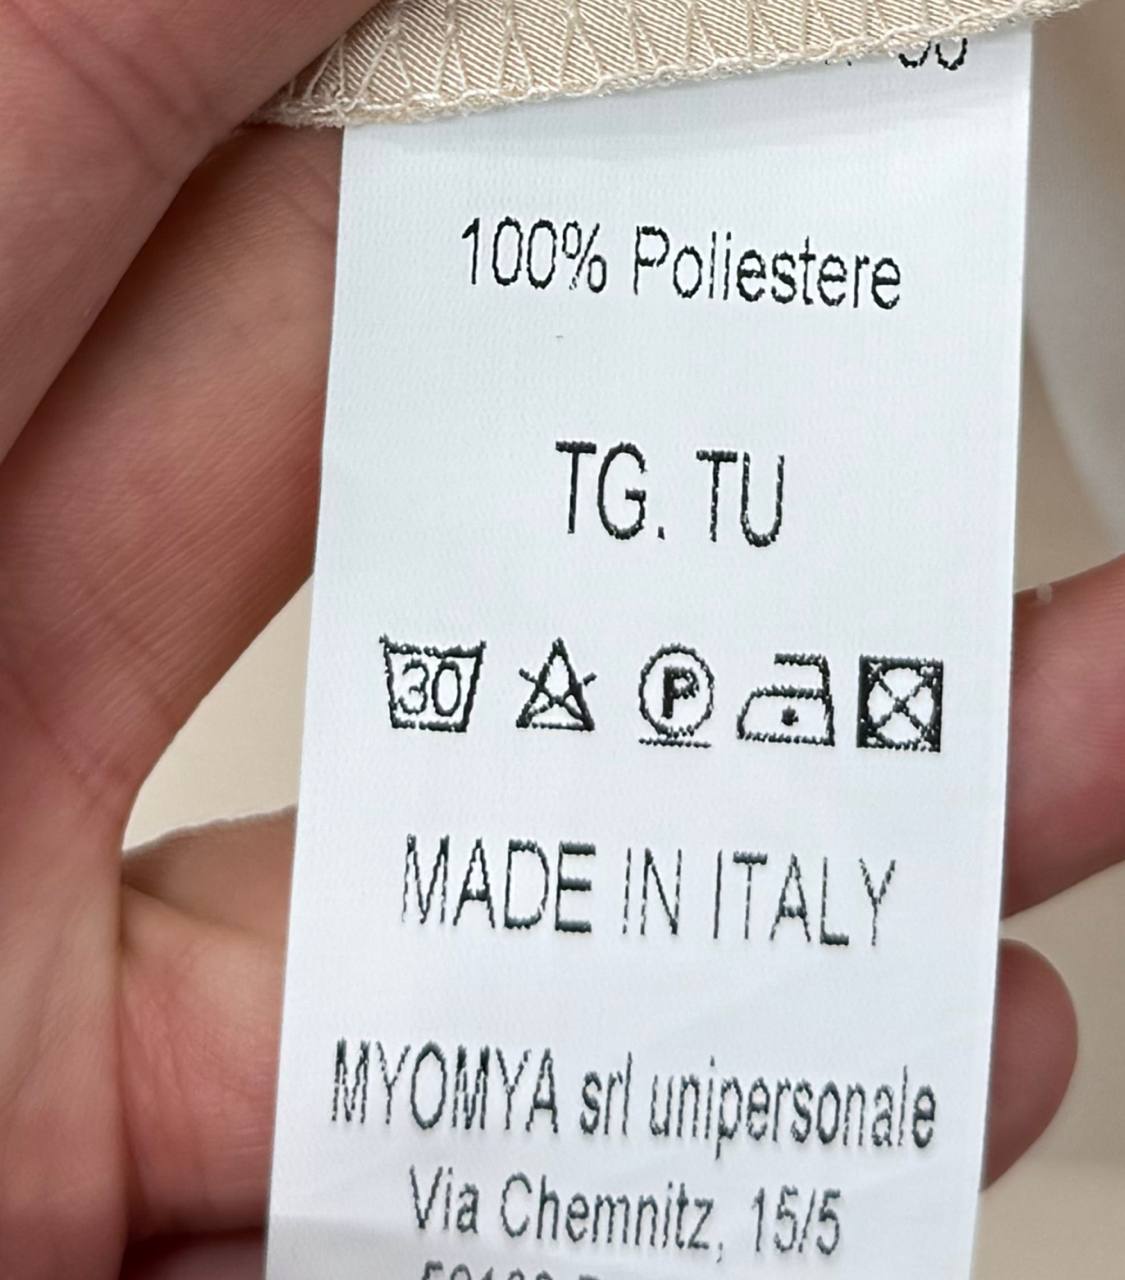 100% Poliestere
TG. TU
30 P
MADE IN ITALY
MYOMYA srl unipersonale
Via Chemnitz, 15/5